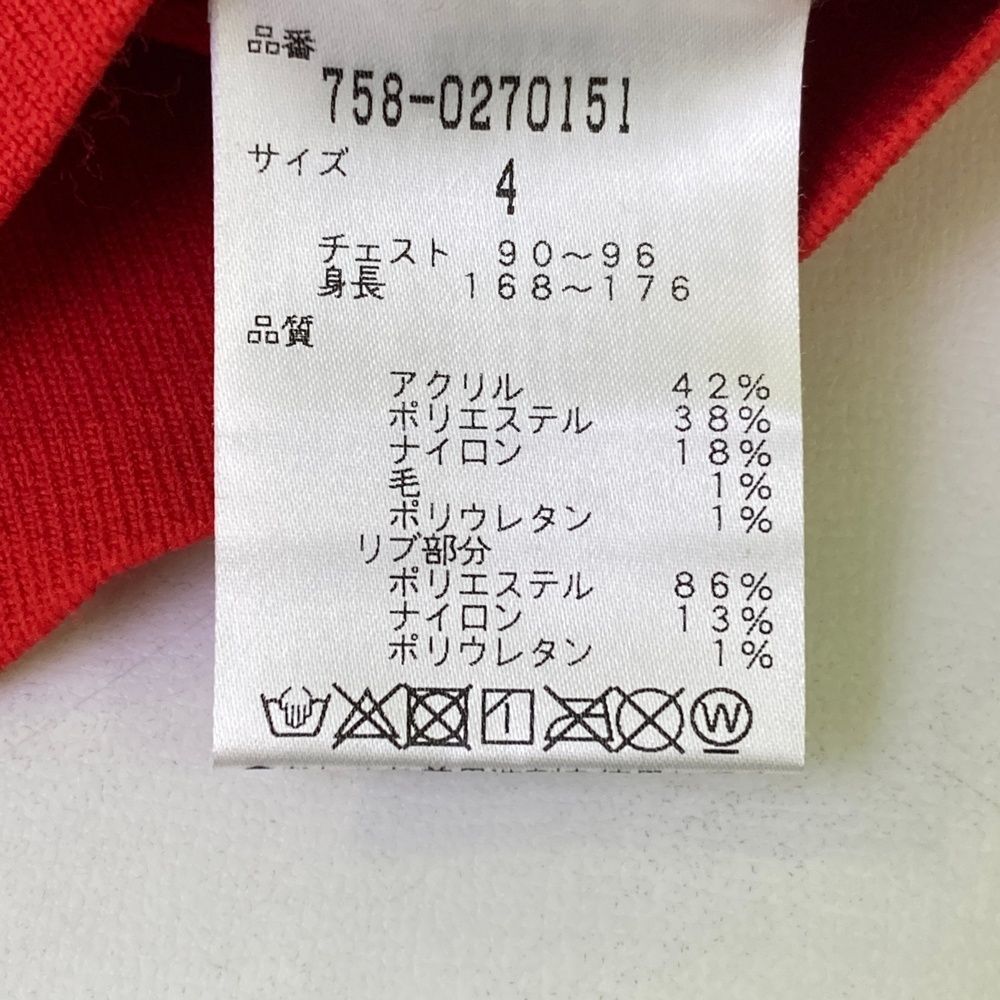 品番
758-0270151
サイズ
4
チェスト 90～96
身長 168～176
品質
アクリル 42%
ポリエステル 38%
ナイロン 18%
毛 1%
ポリウレタン 1%
リブ部分
ポリエステル 86%
ナイロン 13%
ポリウレタン 1%
W